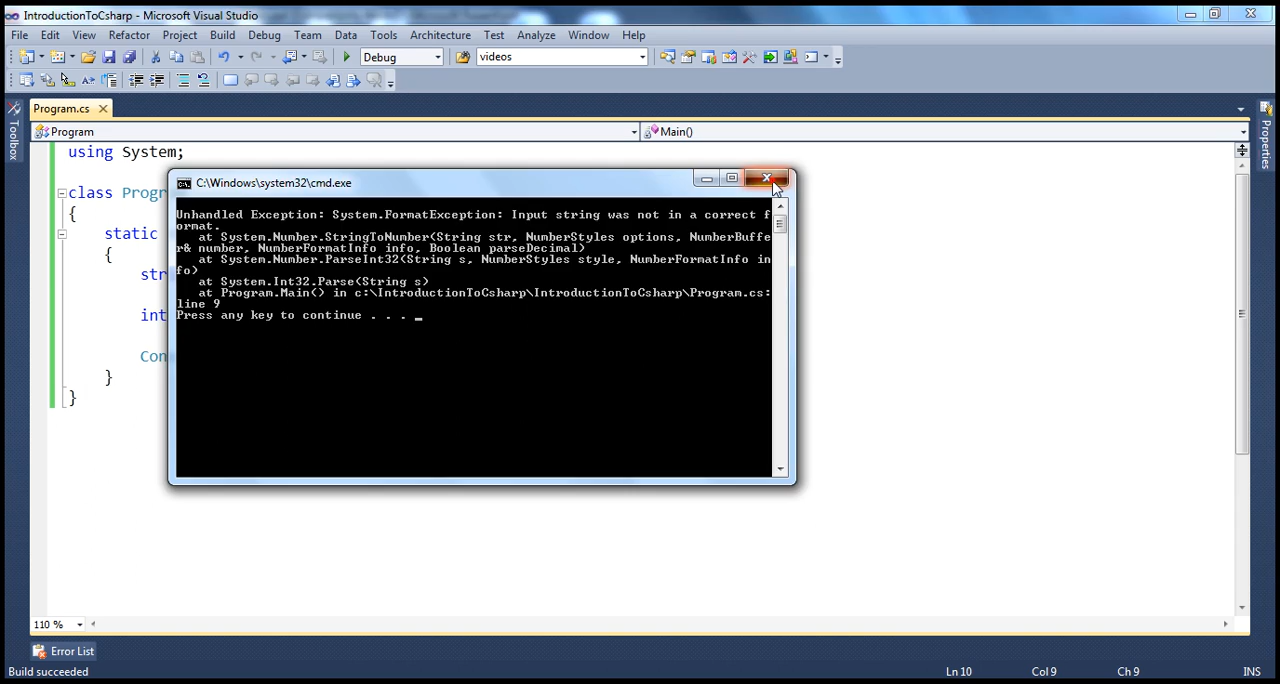 IntroductionToCsharp - Microsoft Visual Studio
File Edit View Refactor Project Build Debug Team Data Tools Architecture Test Analyze Window Help
Debug videos
Program.cs
Program Main()
Toolbox
Properties
using System;
class Progr
{
static
{
str
int
Con
}
}
C:\Windows\system32\cmd.exe
Unhandled Exception: System.FormatException: Input string was not in a correct f
ormat.
at System.Number.StringToNumber(String str, NumberStyles options, NumberBuffe
r& number, NumberFormatInfo info, Boolean parseDecimal)
at System.Number.ParseInt32(String s, NumberStyles style, NumberFormatInfo in
fo)
at System.Int32.Parse(String s)
at Program.Main() in c:\IntroductionToCsharp\IntroductionToCsharp\Program.cs:
line 9
Press any key to continue . . . _
110 %
Error List
Build succeeded Ln 10 Col 9 Ch 9 INS